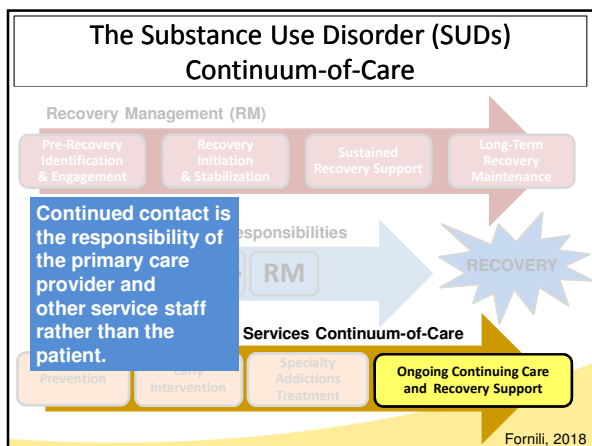 The Substance Use Disorder (SUDs)
Continuum-of-Care
Recovery Management (RM)
Pre-Recovery
Identification
& Engagement
Recovery
Initiation
& Stabilization
Sustained
Recovery Support
Long-Term
Recovery
Maintenance
Continued contact is
the responsibility of
the primary care
provider and
other service staff
rather than the
patient.
esponsibilities
RM
RECOVERY
Services Continuum-of-Care
Prevention
Early
Intervention
Specialty
Addictions
Treatment
Ongoing Continuing Care
and Recovery Support
Fornili, 2018